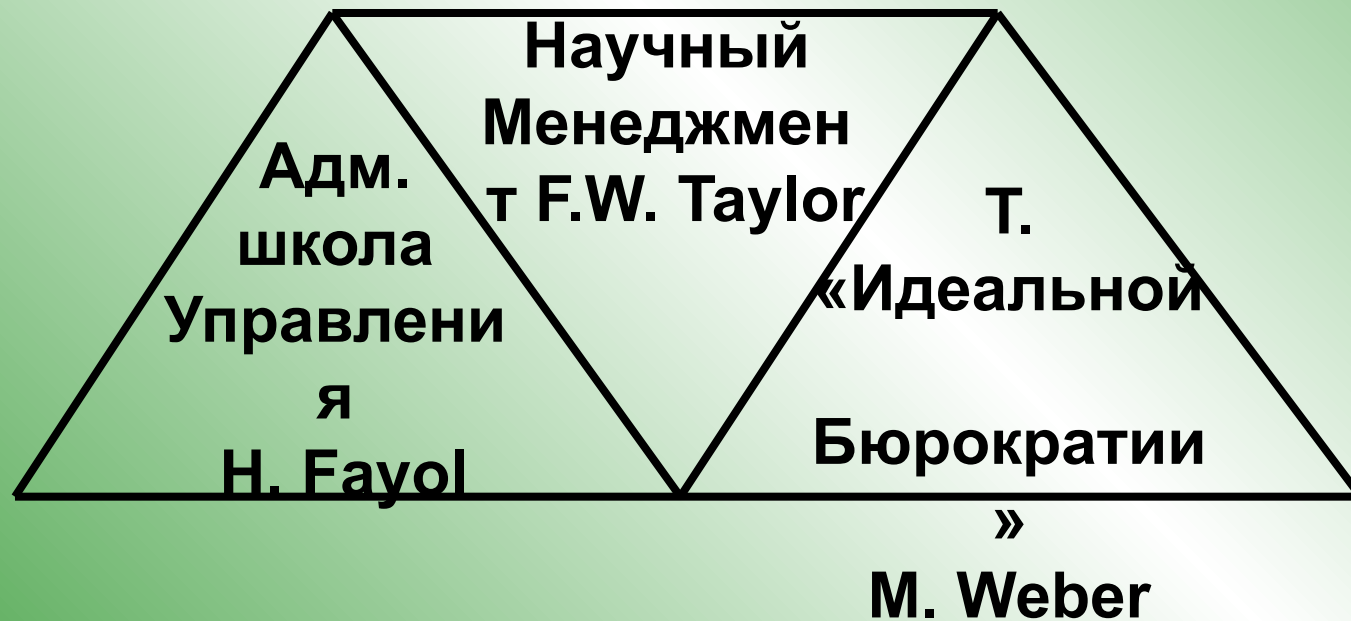 Адм.
школа
Управлени
я
H. Fayol
Научный
Менеджмен
т F.W. Taylor
Т.
«Идеальной
Бюрократии
»
M. Weber